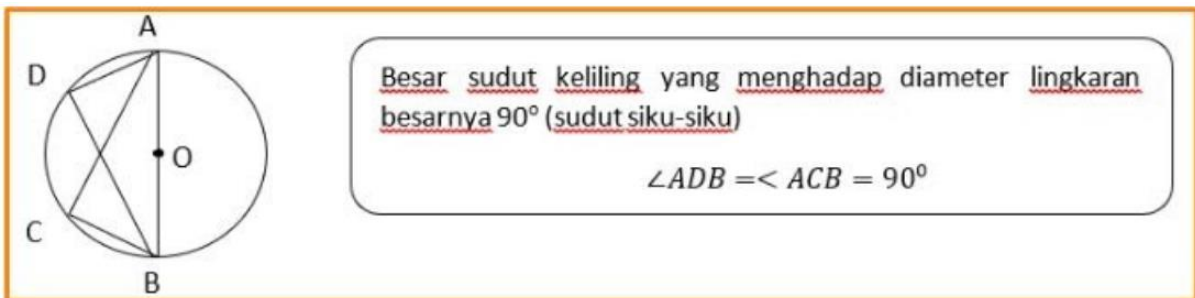 A
D
O
C
B
Besar sudut keliling yang menghadap diameter lingkaran
besarnya 90° (sudut siku-siku)
∠ADB =< ACB = 90⁰